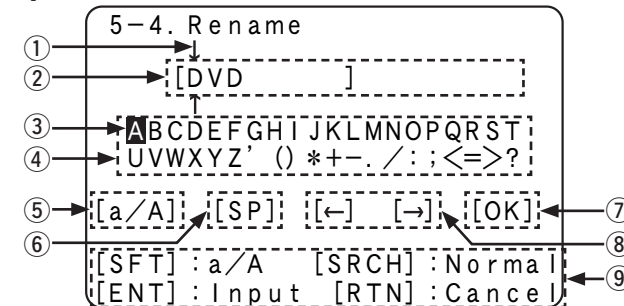 5-4. Rename
①
② [DVD ]
③ ABCDEFGHIJKLMNOPQRST
④ UVWXYZ’ ()*+-./:;<=>?
⑤ [a/A] [SP] [←] [→] [OK] ⑦
⑥ ⑧
[SFT]:a/A [SRCH]:Normal ⑨
[ENT]:Input [RTN]:Cancel